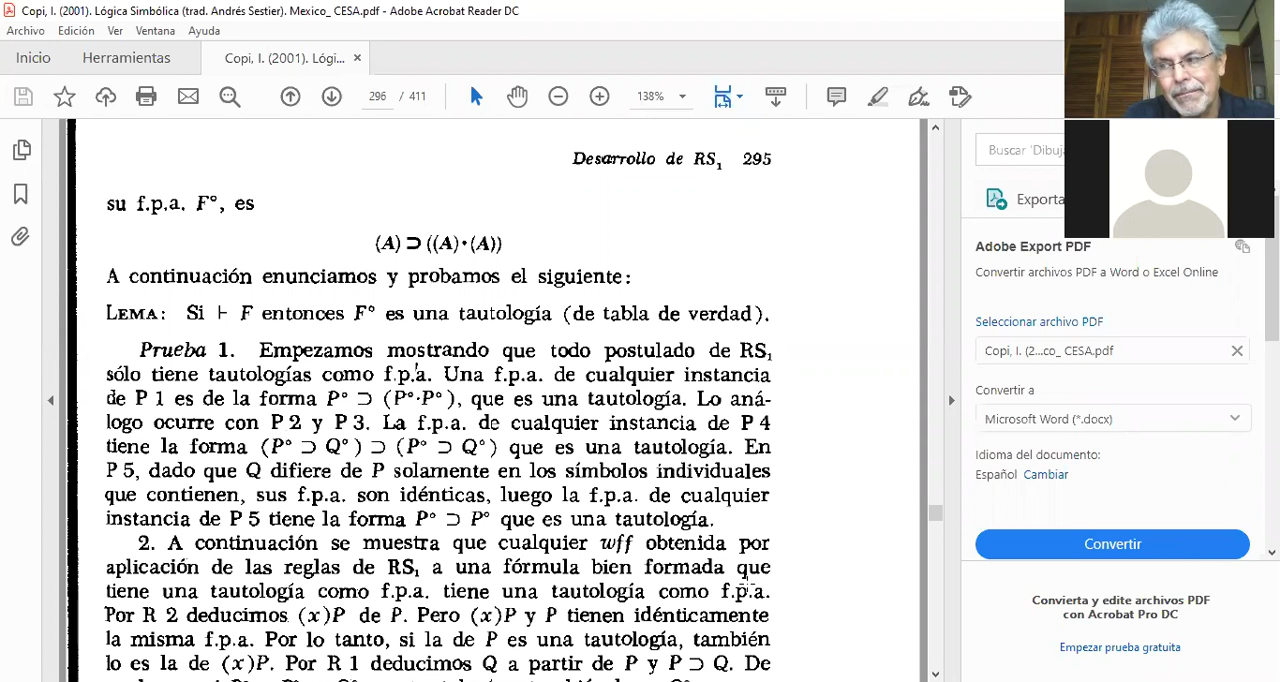 Copi, I. (2001). Lógica Simbólica (trad. Andrés Sestier). Mexico_ CESA.pdf - Adobe Acrobat Reader DC
Archivo Edición Ver Ventana Ayuda
Inicio Herramientas Copi, I. (2001). Lógi... ×
296 / 411 138%
Desarrollo de RS₁ 295
su f.p.a. F°, es
(A) ⊃ ((A)·(A))
A continuación enunciamos y probamos el siguiente:
LEMA: Si ⊢ F entonces F° es una tautología (de tabla de verdad).
Prueba 1. Empezamos mostrando que todo postulado de RS₁
sólo tiene tautologías como f.p.a. Una f.p.a. de cualquier instancia
de P 1 es de la forma P° ⊃ (P°·P°), que es una tautología. Lo aná-
logo ocurre con P 2 y P 3. La f.p.a. de cualquier instancia de P 4
tiene la forma (P° ⊃ Q°) ⊃ (P° ⊃ Q°) que es una tautología. En
P 5, dado que Q difiere de P solamente en los símbolos individuales
que contienen, sus f.p.a. son idénticas, luego la f.p.a. de cualquier
instancia de P 5 tiene la forma P° ⊃ P° que es una tautología.
2. A continuación se muestra que cualquier wff obtenida por
aplicación de las reglas de RS₁ a una fórmula bien formada que
tiene una tautología como f.p.a. tiene una tautología como f.p.a.
Por R 2 deducimos (x)P de P. Pero (x)P y P tienen idénticamente
la misma f.p.a. Por lo tanto, si la de P es una tautología, también
lo es la de (x)P. Por R 1 deducimos Q a partir de P y P ⊃ Q. De
Buscar 'Dibuj
Exporta
Adobe Export PDF
Convertir archivos PDF a Word o Excel Online
Seleccionar archivo PDF
Copi, I. (2...co_ CESA.pdf
Convertir a
Microsoft Word (*.docx)
Idioma del documento:
Español Cambiar
Convertir
Convierta y edite archivos PDF
con Acrobat Pro DC
Empezar prueba gratuita